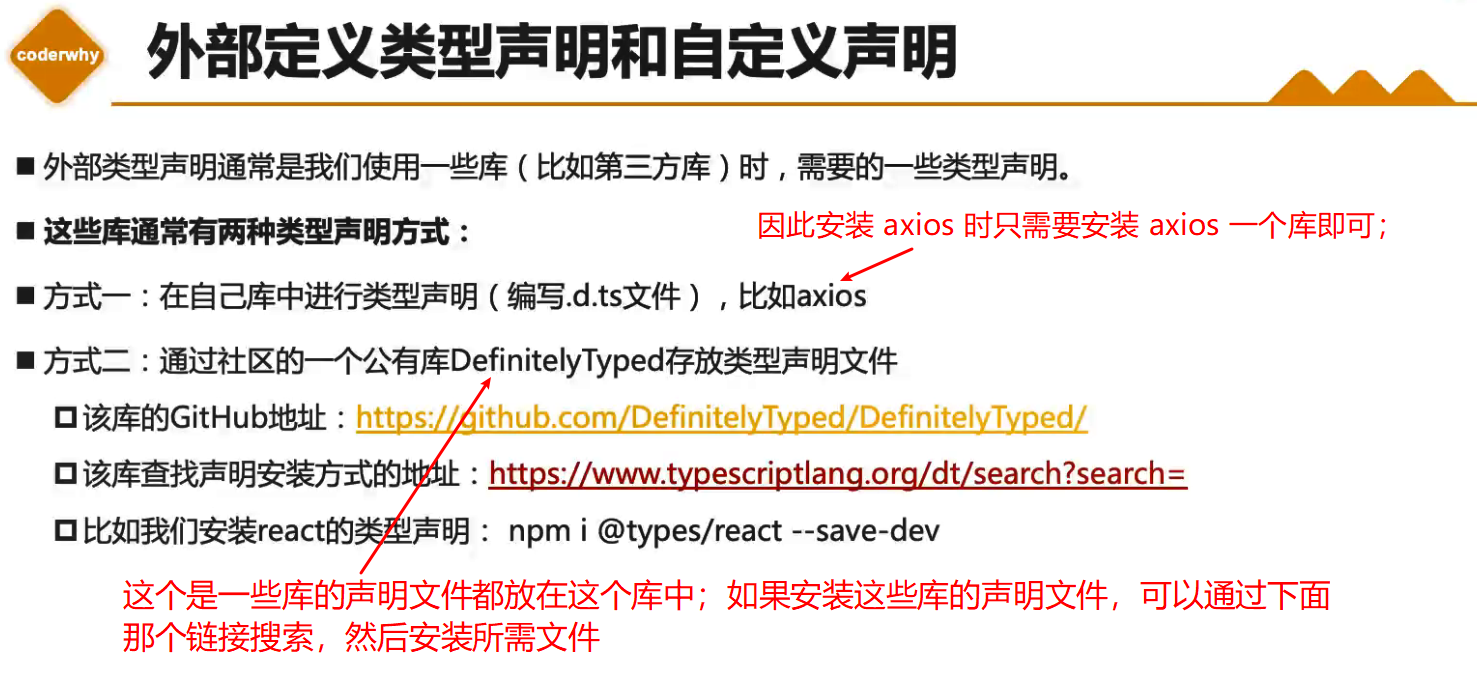 coderwhy
外部定义类型声明和自定义声明
外部类型声明通常是我们使用一些库（比如第三方库）时，需要的一些类型声明。
这些库通常有两种类型声明方式：
因此安装 axios 时只需要安装 axios 一个库即可；
方式一：在自己库中进行类型声明（编写.d.ts文件），比如axios
方式二：通过社区的一个公有库DefinitelyTyped存放类型声明文件
该库的GitHub地址：https://github.com/DefinitelyTyped/DefinitelyTyped/
该库查找声明安装方式的地址：https://www.typescriptlang.org/dt/search?search=
比如我们安装react的类型声明： npm i @types/react --save-dev
这个是一些库的声明文件都放在这个库中；如果安装这些库的声明文件，可以通过下面
那个链接搜索，然后安装所需文件